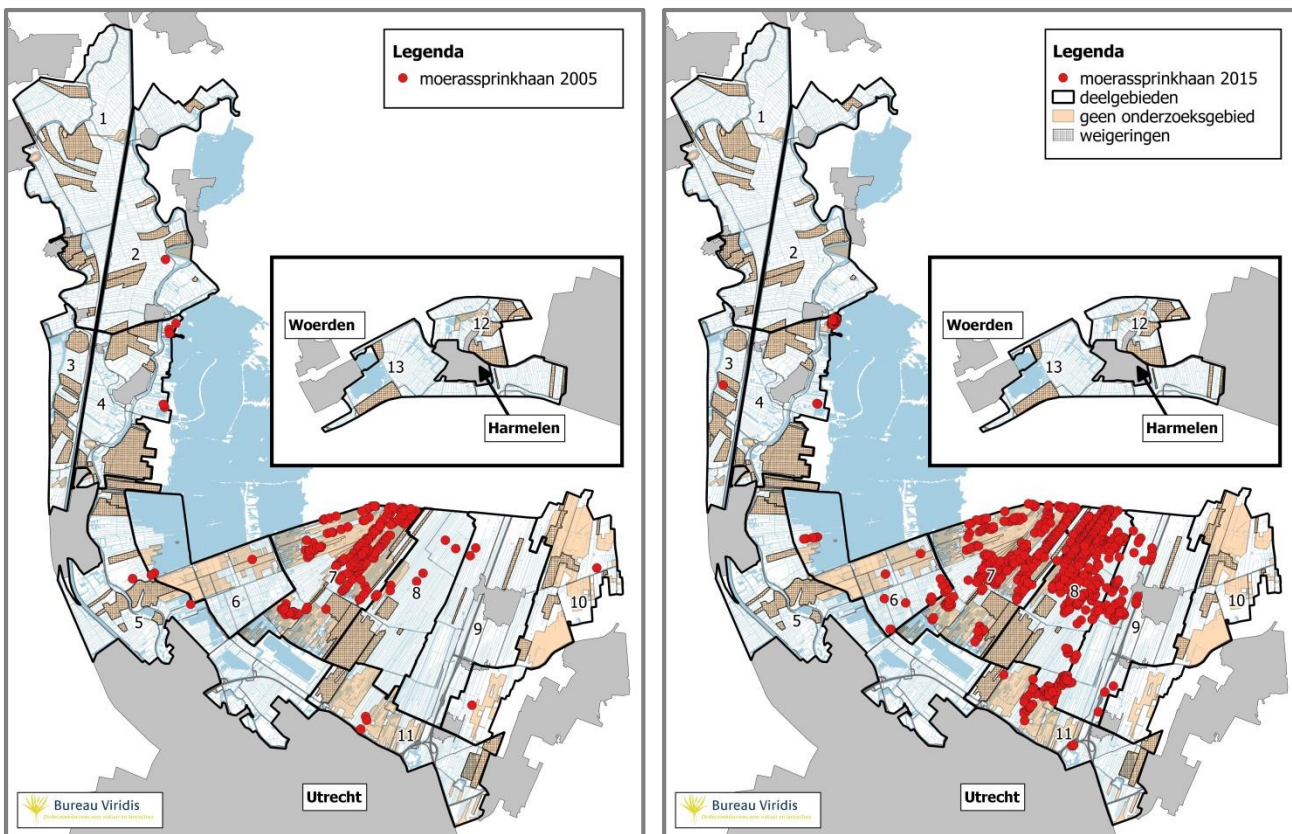 Legenda
moerassprinkhaan 2005
1
2
3
4
5
6
7
8
9
10
11
12
13
Woerden
Harmelen
Utrecht
Bureau Viridis
Legenda
moerassprinkhaan 2015
deelgebieden
geen onderzoeksgebied
weigeringen
1
2
3
4
5
6
7
8
9
10
11
12
13
Woerden
Harmelen
Utrecht
Bureau Viridis